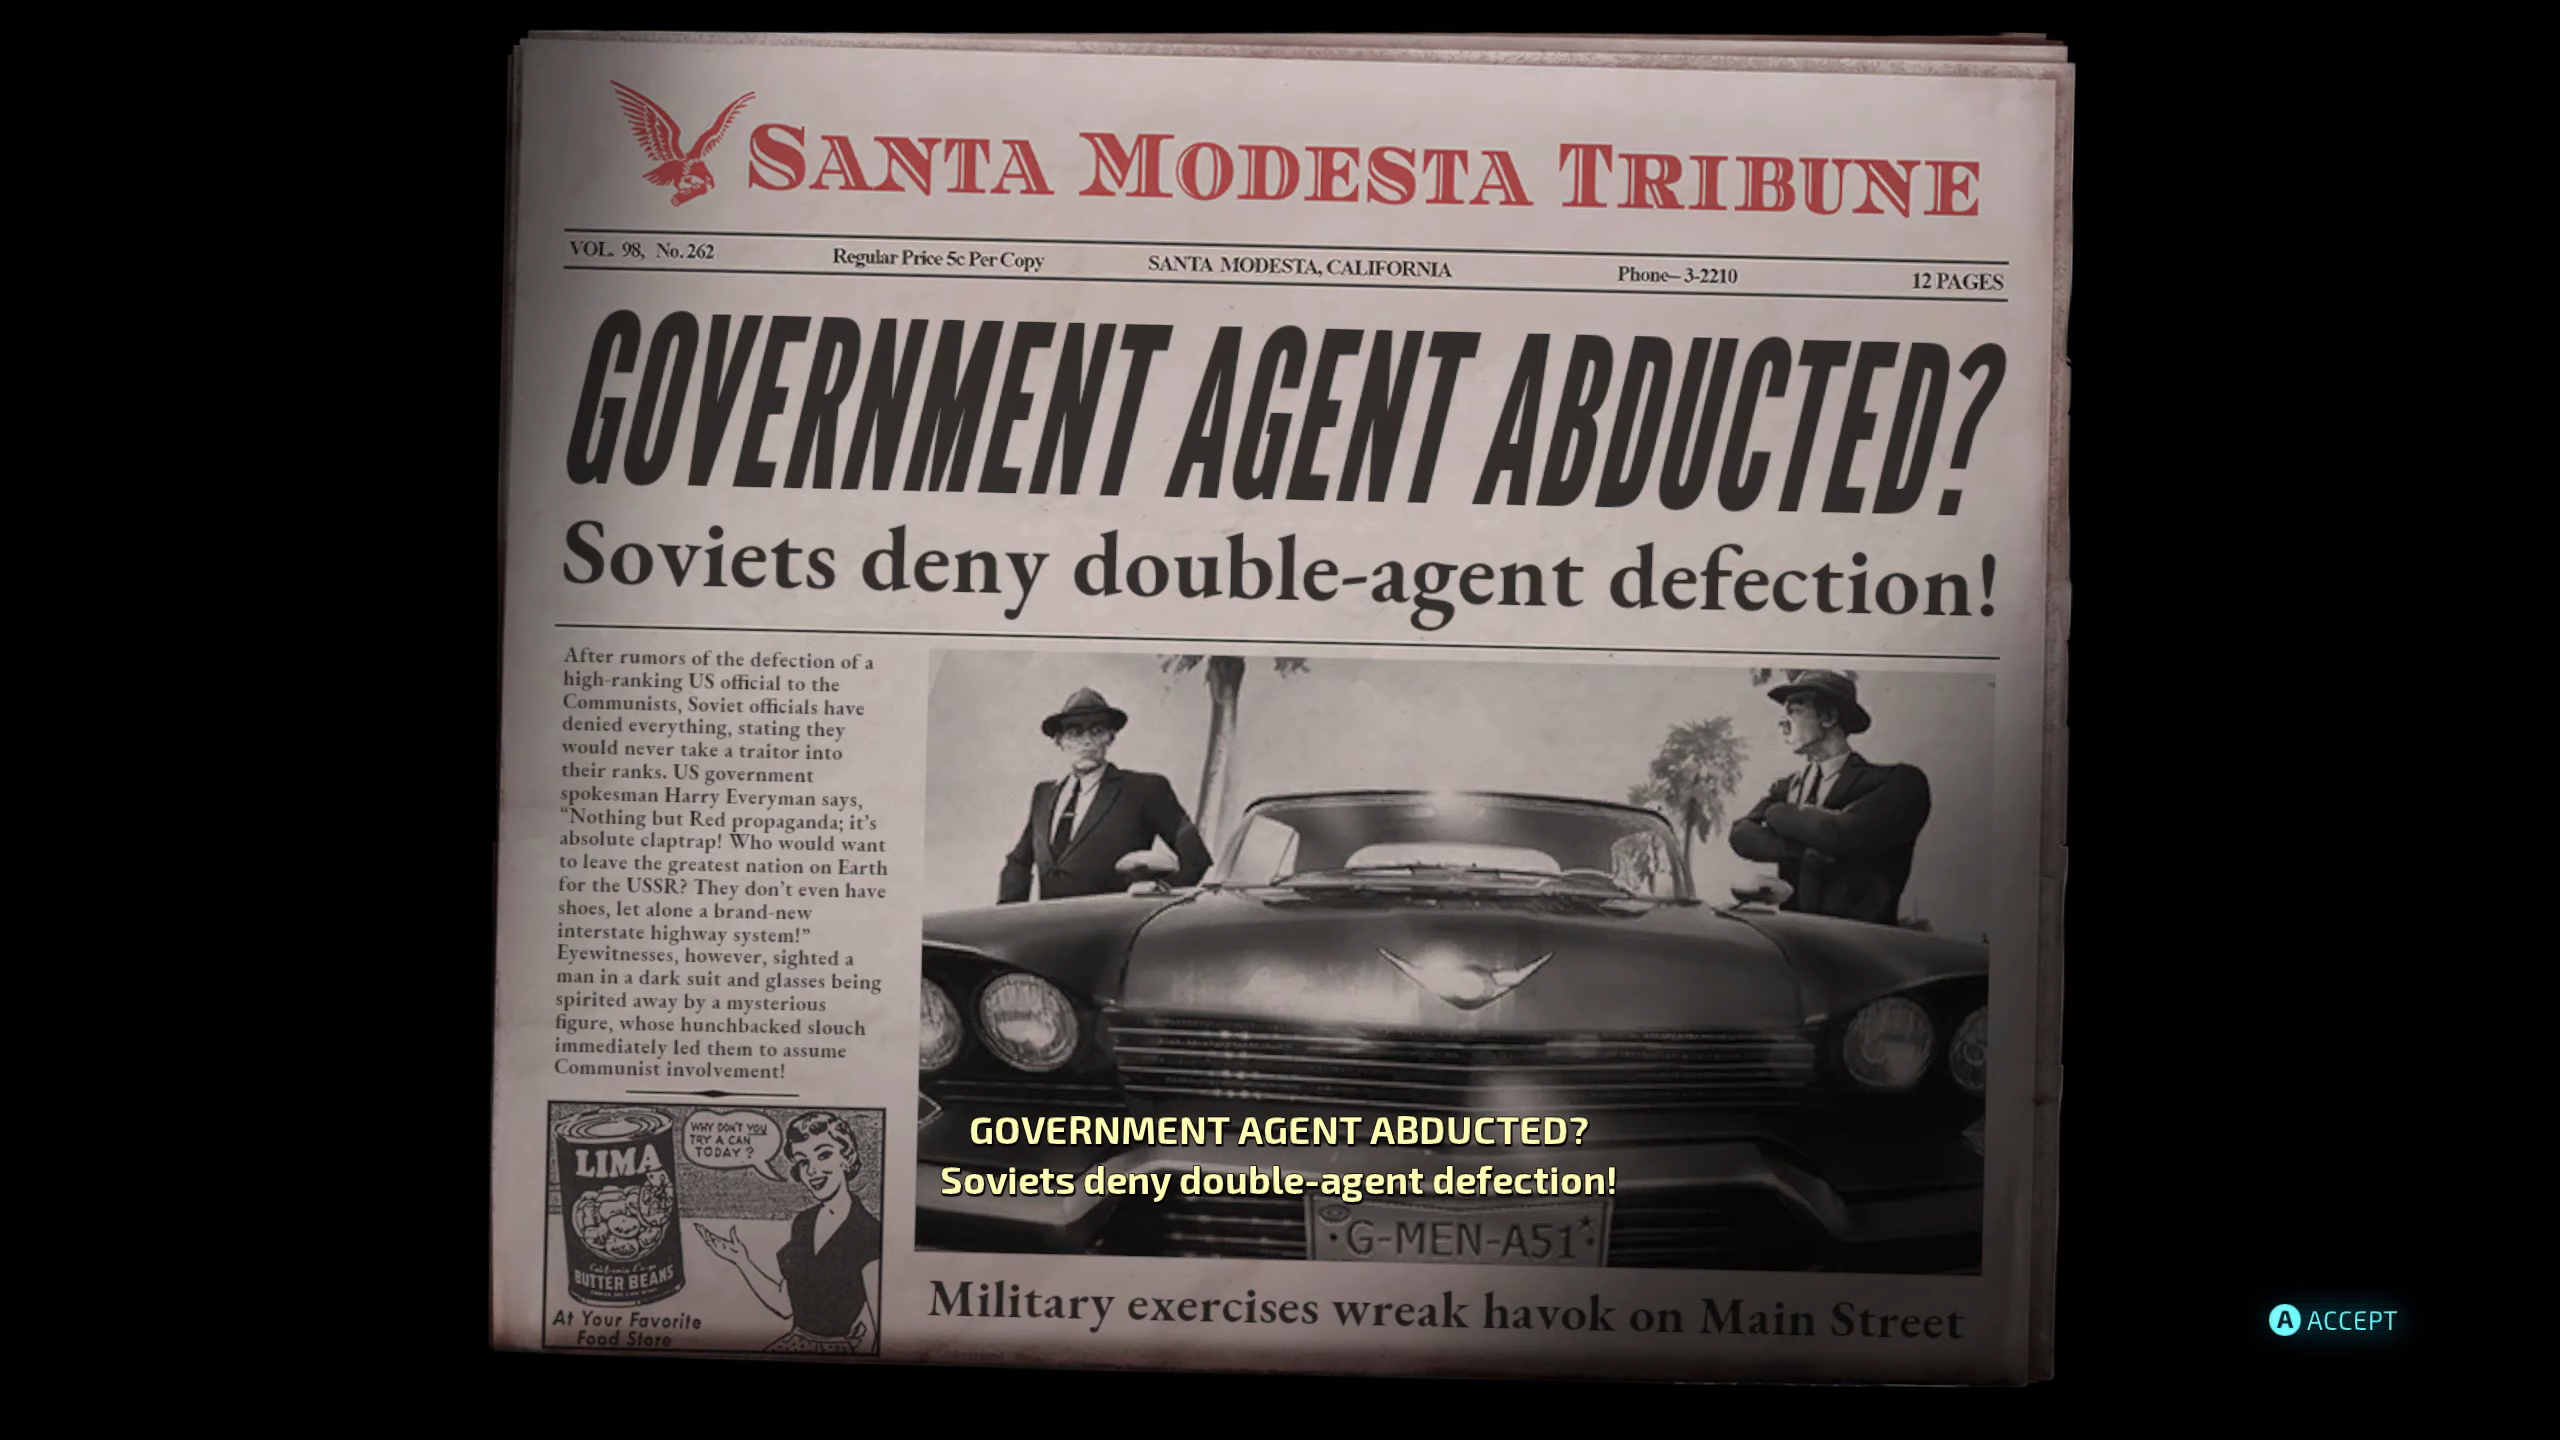 SANTA MODESTA TRIBUNE
VOL. 98, No. 262
Regular Price 5c Per Copy
SANTA MODESTA, CALIFORNIA
Phone– 3-2210
12 PAGES
GOVERNMENT AGENT ABDUCTED?
Soviets deny double-agent defection!
After rumors of the defection of a
high-ranking US official to the
Communists, Soviet officials have
denied everything, stating they
would never take a traitor into
their ranks. US government
spokesman Harry Everyman says,
“Nothing but Red propaganda; it’s
absolute claptrap! Who would want
to leave the greatest nation on Earth
for the USSR? They don’t even have
shoes, let alone a brand-new
interstate highway system!”
Eyewitnesses, however, sighted a
man in a dark suit and glasses being
spirited away by a mysterious
figure, whose hunchbacked slouch
immediately led them to assume
Communist involvement!
LIMA
BUTTER BEANS
WHY DON'T YOU
TRY A CAN
TODAY?
At Your Favorite
Food Store
GOVERNMENT AGENT ABDUCTED?
Soviets deny double-agent defection!
G-MEN-A51
Military exercises wreak havok on Main Street
A ACCEPT